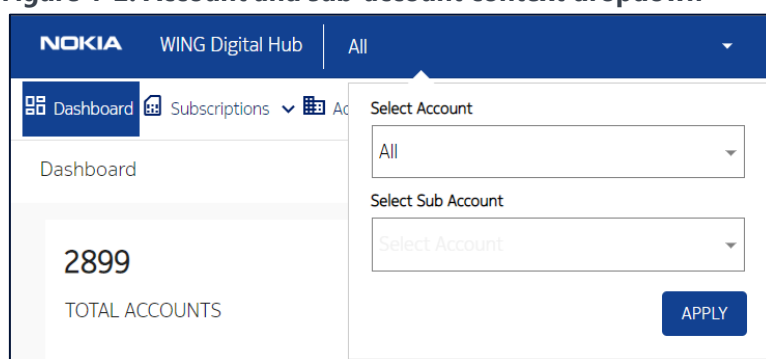 NOKIA WING Digital Hub All
Dashboard Subscriptions Ac
Select Account
All
Dashboard
Select Sub Account
Select Account
2899
TOTAL ACCOUNTS
APPLY